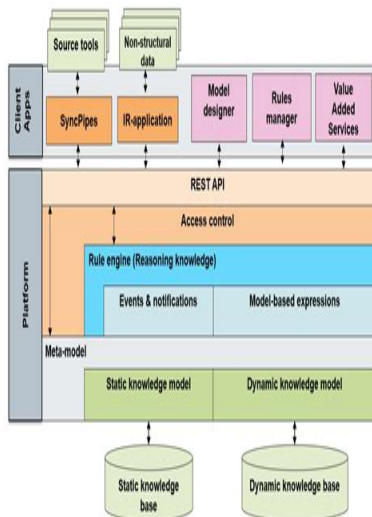 Source tools
Non-structural
data
Client
Apps
SyncPipes
IR-application
Model
designer
Rules
manager
Value
Added
Services
Platform
REST API
Access control
Rule engine (Reasoning knowledge)
Events & notifications
Model-based expressions
Meta-model
Static knowledge model
Dynamic knowledge model
Static knowledge
base
Dynamic knowledge base